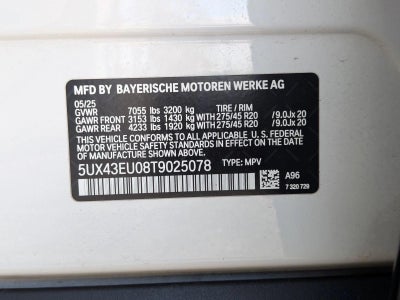 MFD. BY BAYERISCHE MOTOREN WERKE AG
05/25
GVWR 7055 lbs 3200 kg TIRE / RIM
GAWR FRONT 3153 lbs 1430 kg WITH 275/45 R20 / 9.0Jx 20
GAWR REAR 4233 lbs 1920 kg WITH 275/45 R20 / 9.0Jx 20
THIS VEHICLE CONFORMS TO ALL APPLICABLE
U.S. FEDERAL MOTOR VEHICLE SAFETY STANDARDS
IN EFFECT ON THE DATE OF MANUFACTURE
SHOWN ABOVE.
5UX43EU08T9025078 TYPE: MPV
A96
7 320 729